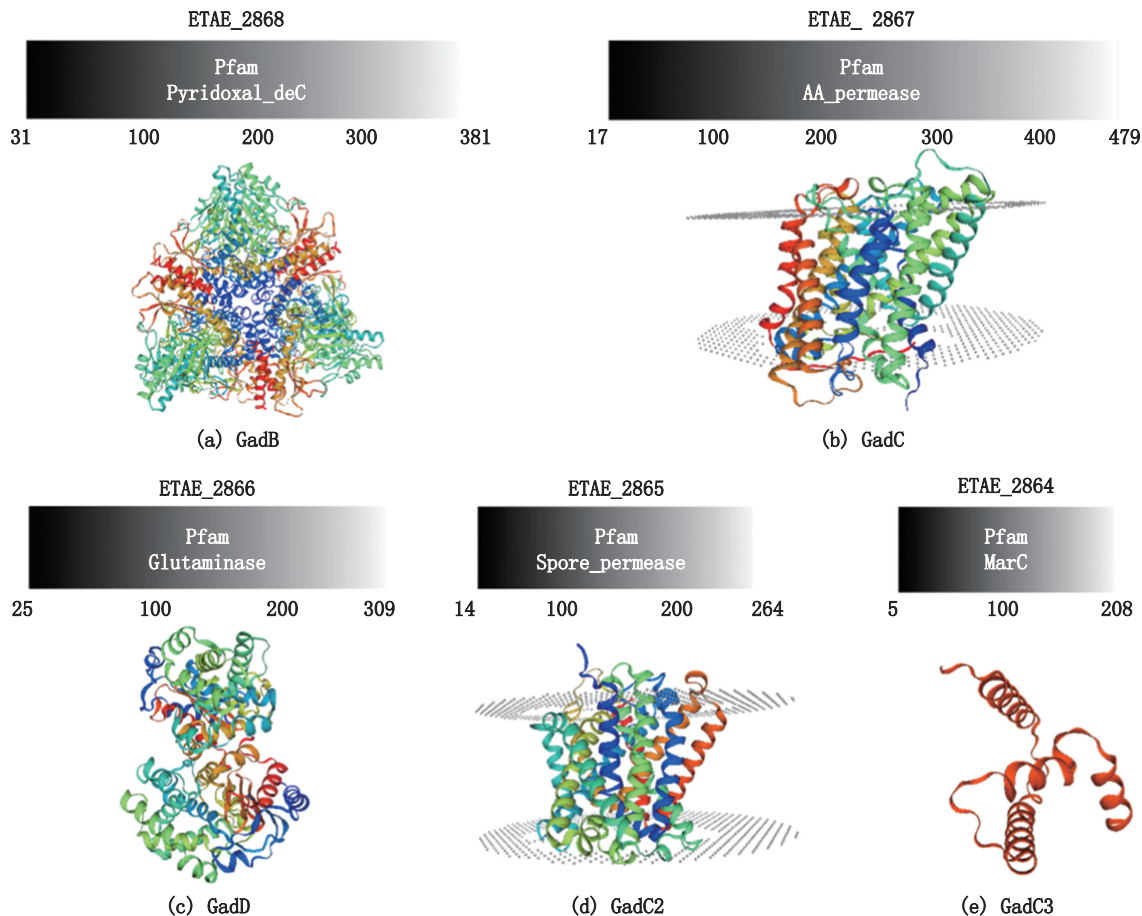 ETAE_2868
Pfam
Pyridoxal_deC
31 100 200 300 381
(a) GadB
ETAE_ 2867
Pfam
AA_permease
17 100 200 300 400 479
(b) GadC
ETAE_2866
Pfam
Glutaminase
25 100 200 309
(c) GadD
ETAE_2865
Pfam
Spore_permease
14 100 200 264
(d) GadC2
ETAE_2864
Pfam
MarC
5 100 208
(e) GadC3